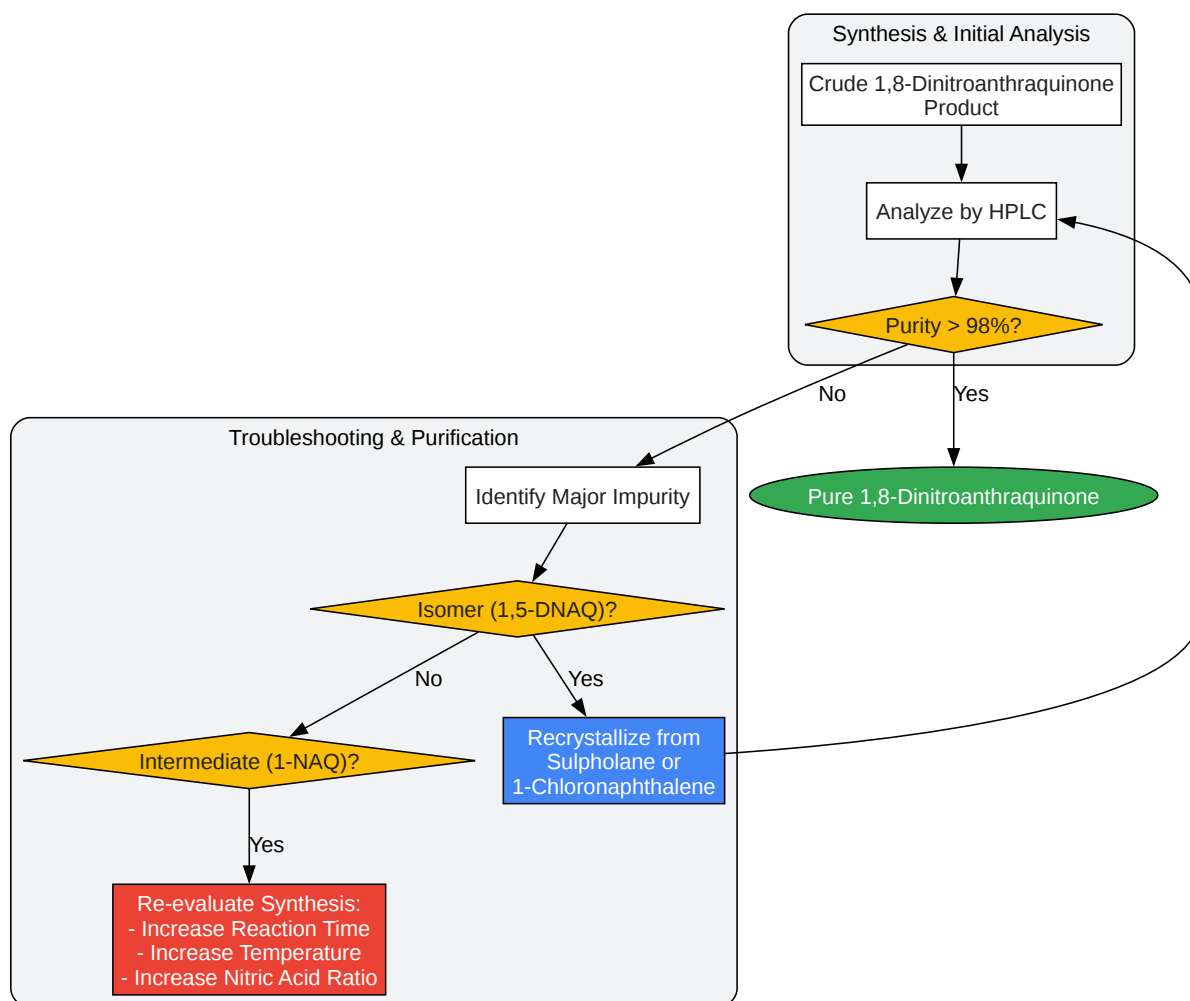 Synthesis & Initial Analysis
Crude 1,8-Dinitroanthraquinone
Product
Analyze by HPLC
Purity > 98%?
No
Yes
Troubleshooting & Purification
Identify Major Impurity
Pure 1,8-Dinitroanthraquinone
Isomer (1,5-DNAQ)?
No
Yes
Intermediate (1-NAQ)?
Recrystallize from
Sulpholane or
1-Chloronaphthalene
Yes
Re-evaluate Synthesis:
- Increase Reaction Time
- Increase Temperature
- Increase Nitric Acid Ratio